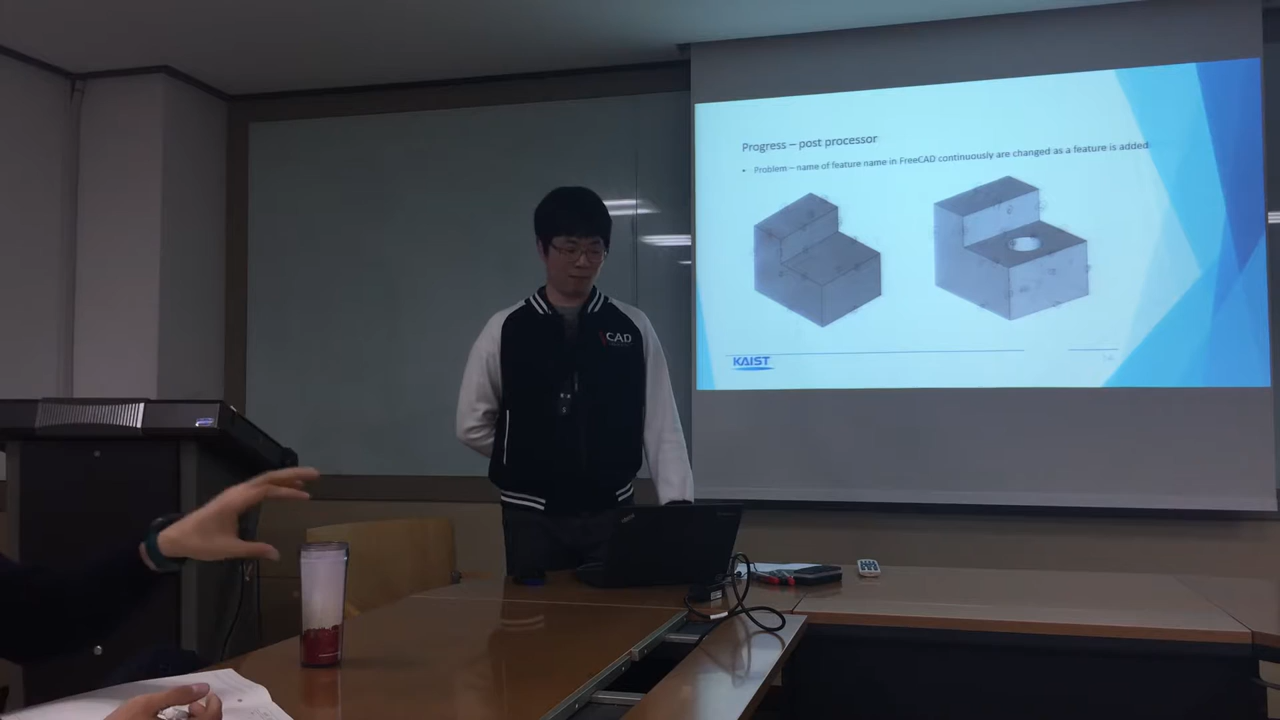 Progress – post processor
• Problem – name of feature name in FreeCAD continuously are changed as a feature is added
KAIST
CAD